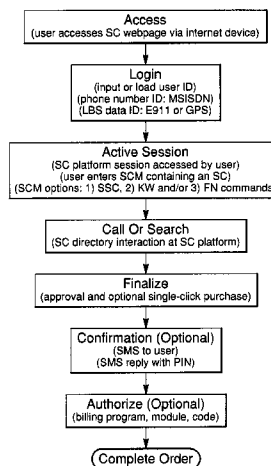 Access
(user accesses SC webpage via internet device)
Login
(input or load user ID)
(phone number ID: MSISDN)
(LBS data ID: E911 or GPS)
Active Session
(SC platform session accessed by user)
(user enters SCM containing an SC)
(SCM options: 1) SSC, 2) KW and/or 3) FN commands)
Call Or Search
(SC directory interaction at SC platform)
Finalize
(approval and optional single-click purchase)
Confirmation (Optional)
(SMS to user)
(SMS reply with PIN)
Authorize (Optional)
(billing program, module, code)
Complete Order